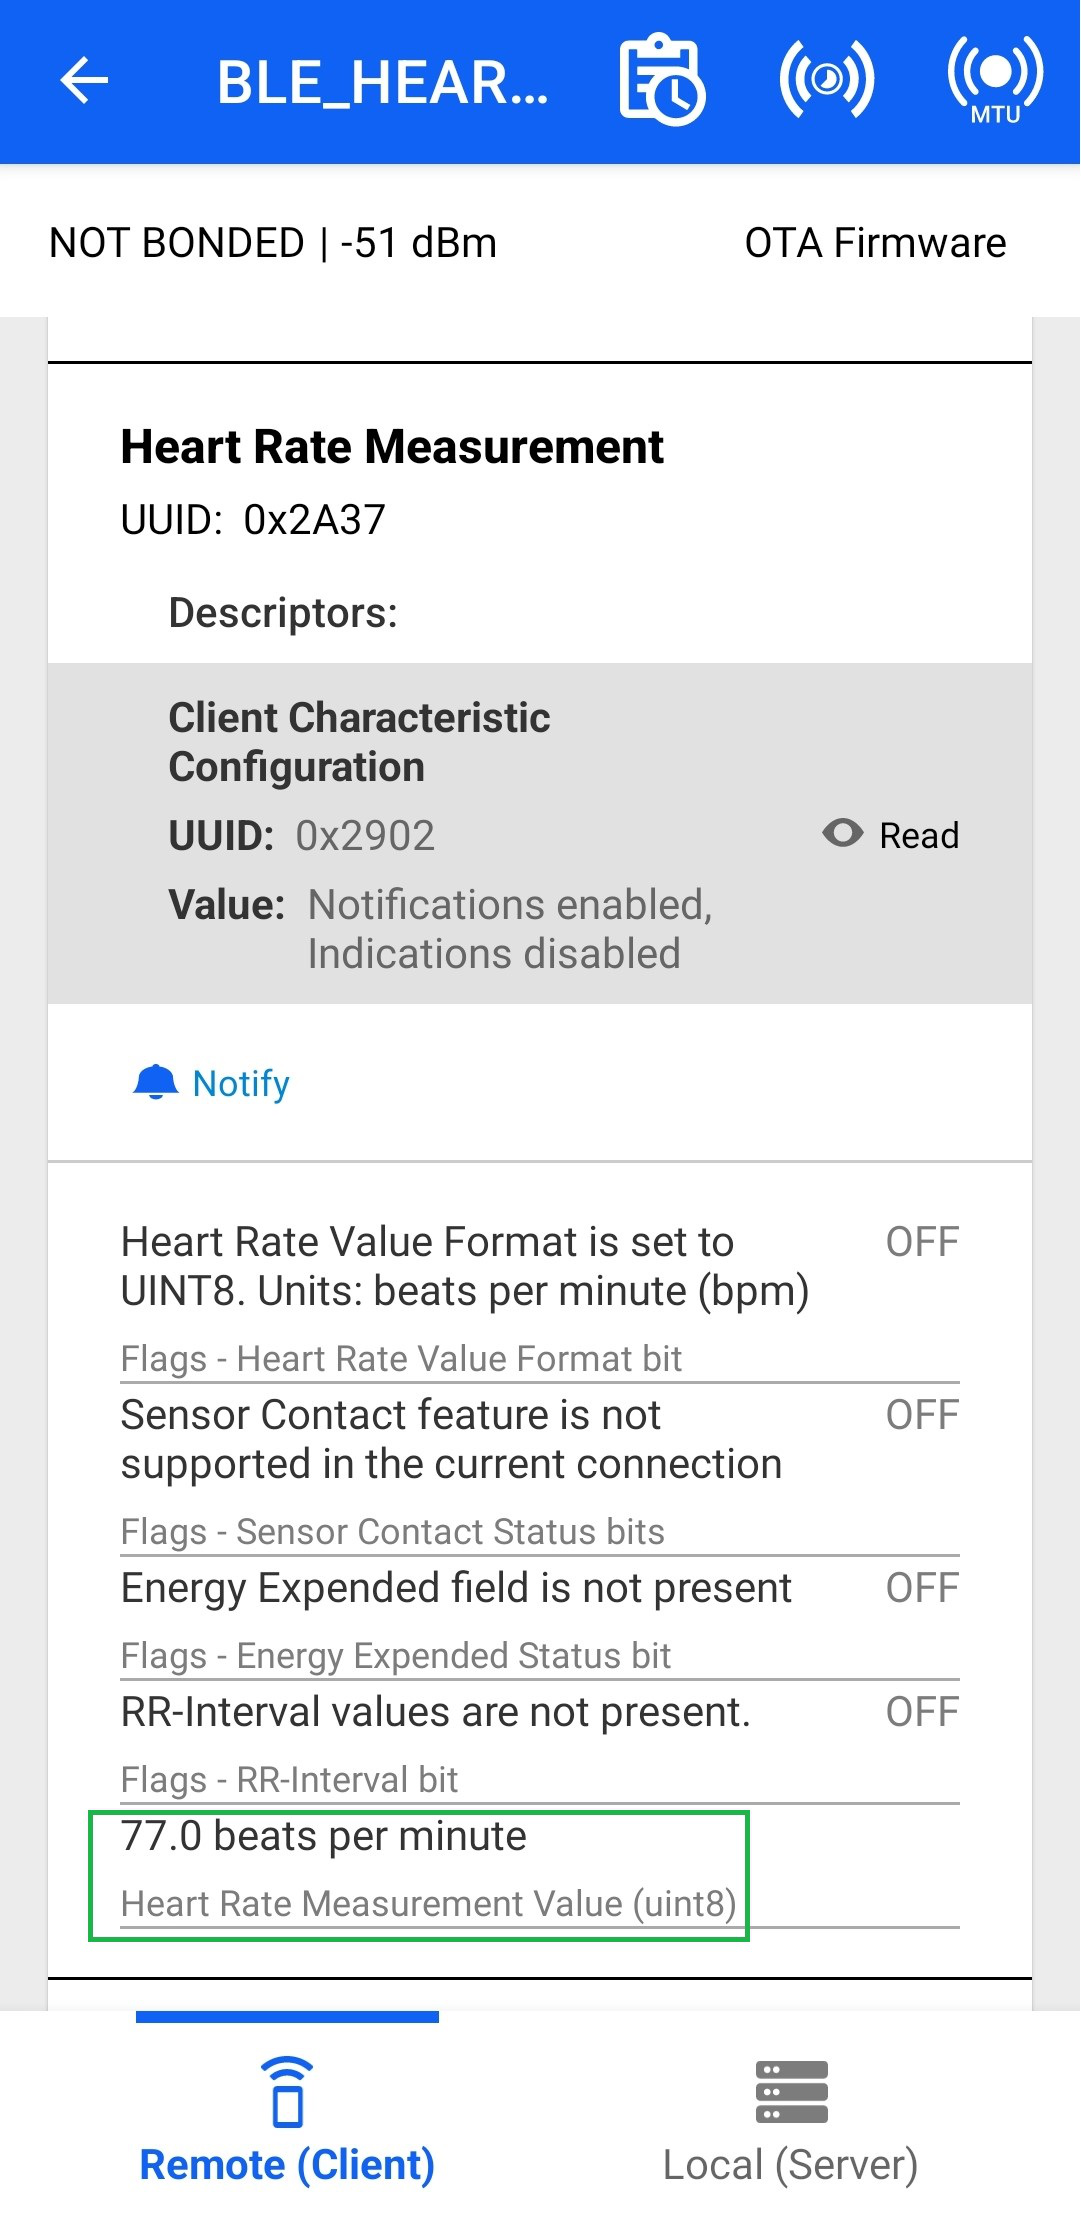 BLE_HEAR...
MTU
NOT BONDED | -51 dBm
OTA Firmware
Heart Rate Measurement
UUID: 0x2A37
Descriptors:
Client Characteristic
Configuration
UUID: 0x2902
Read
Value: Notifications enabled,
Indications disabled
Notify
Heart Rate Value Format is set to
OFF
UINT8. Units: beats per minute (bpm)
Flags - Heart Rate Value Format bit
Sensor Contact feature is not
OFF
supported in the current connection
Flags - Sensor Contact Status bits
Energy Expended field is not present
OFF
Flags - Energy Expended Status bit
RR-Interval values are not present.
OFF
Flags - RR-Interval bit
77.0 beats per minute
Heart Rate Measurement Value (uint8)
Remote (Client)
Local (Server)